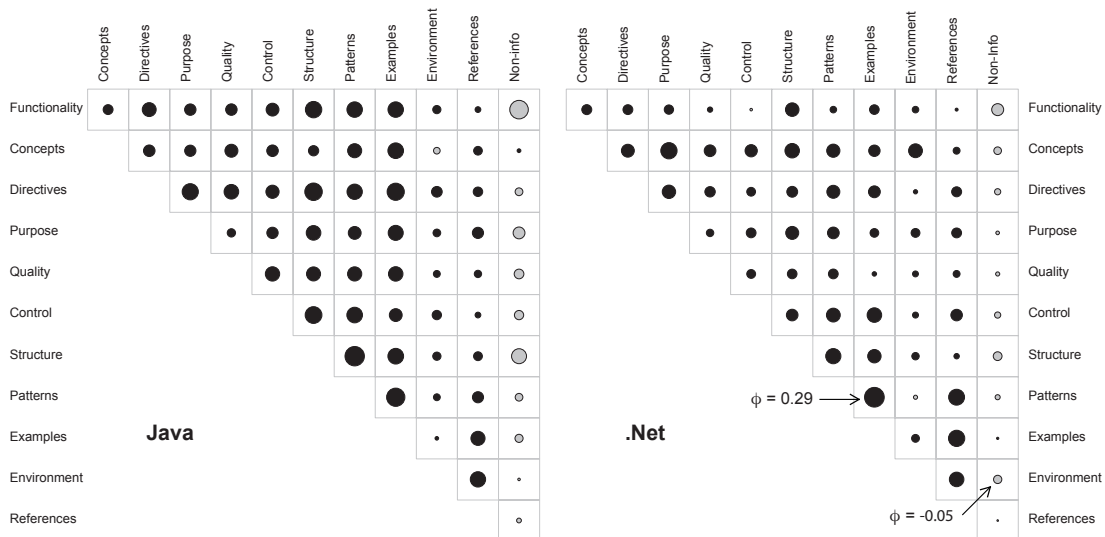 Concepts Directives Purpose Quality Control Structure Patterns Examples Environment References Non-Info
Concepts Directives Purpose Quality Control Structure Patterns Examples Environment References Non-Info
Functionality Functionality
Concepts Concepts
Directives Directives
Purpose Purpose
Quality Quality
Control Control
Structure Structure
Patterns ϕ = 0.29 Patterns
Java .Net
Examples Examples
Environment Environment
ϕ = -0.05
References References